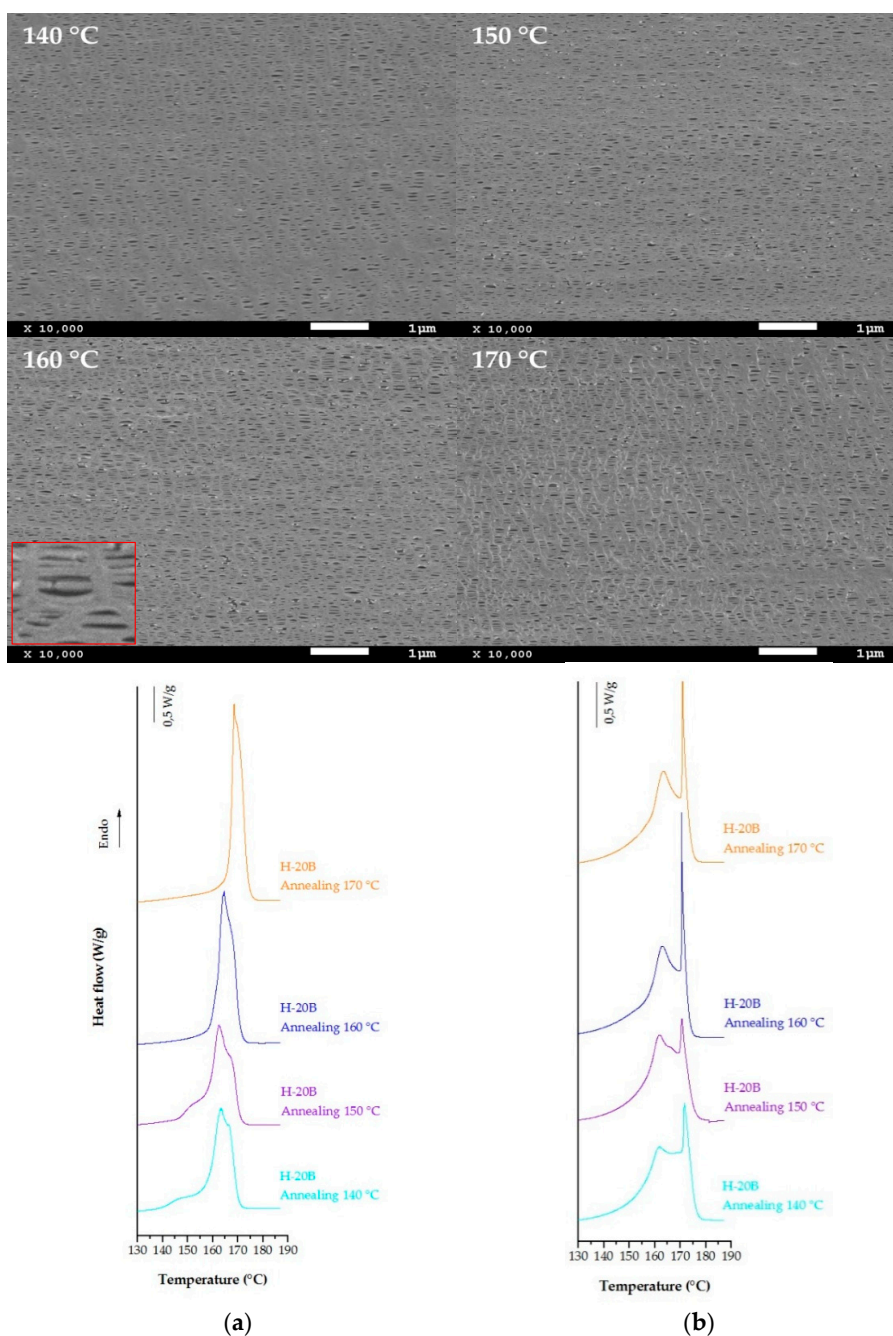 140 °C
150 °C
X 10,000 1µm
X 10,000 1µm
160 °C
170 °C
X 10,000 1µm
X 10,000 1µm
0,5 W/g
Endo
Heat flow (W/g)
H-20B
Annealing 170 °C
H-20B
Annealing 160 °C
H-20B
Annealing 150 °C
H-20B
Annealing 140 °C
130 140 150 160 170 180 190
Temperature (°C)
(a)
0,5 W/g
H-20B
Annealing 170 °C
H-20B
Annealing 160 °C
H-20B
Annealing 150 °C
H-20B
Annealing 140 °C
130 140 150 160 170 180 190
Temperature (°C)
(b)